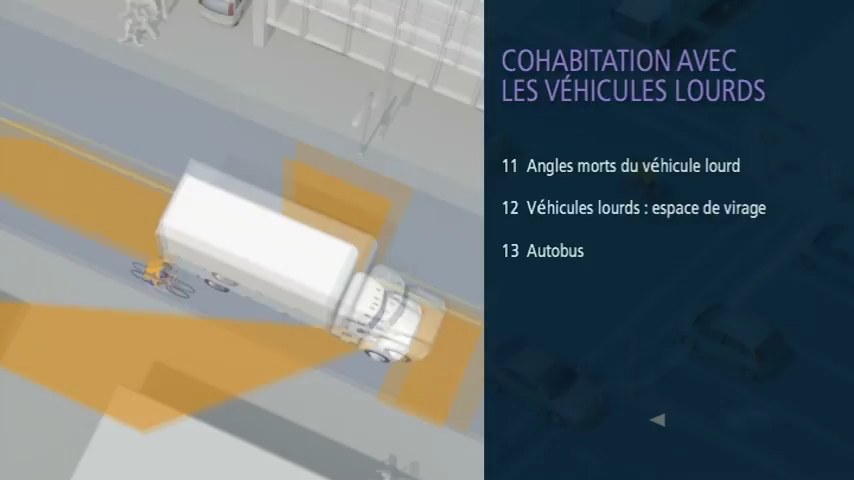 COHABITATION AVEC
LES VÉHICULES LOURDS
11 Angles morts du véhicule lourd
12 Véhicules lourds : espace de virage
13 Autobus